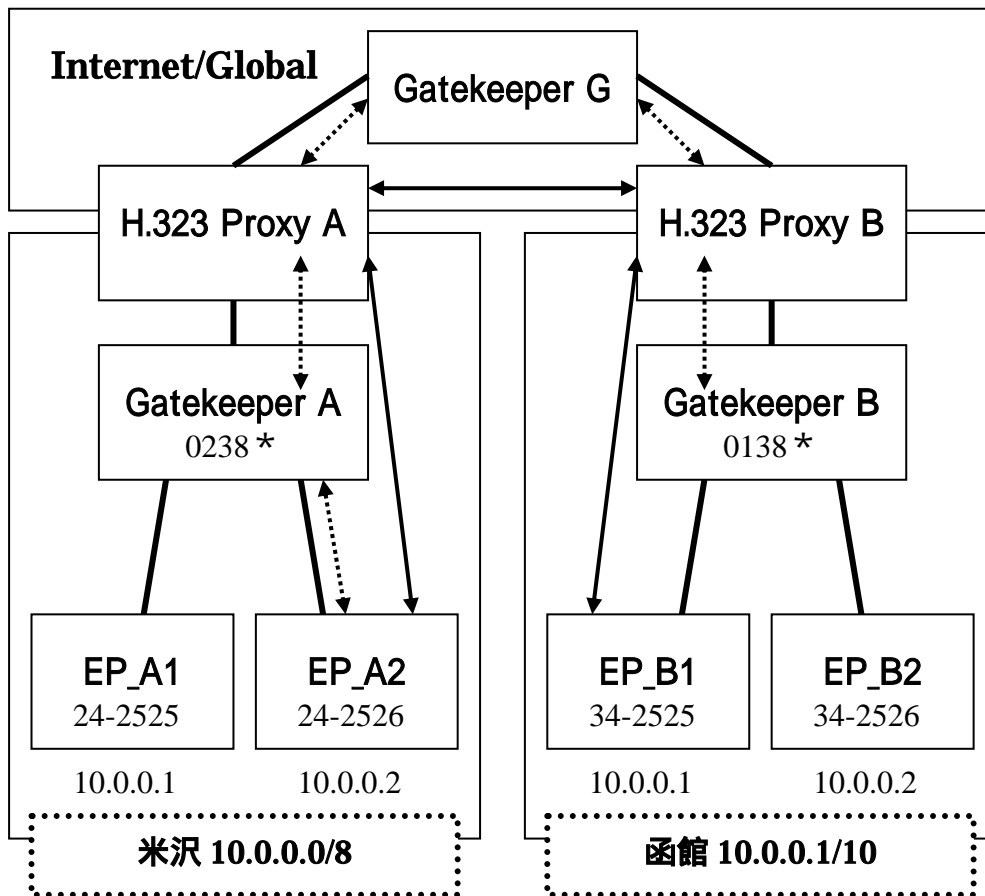 Internet/Global
Gatekeeper G
H.323 Proxy A
H.323 Proxy B
Gatekeeper A
0238 *
Gatekeeper B
0138 *
EP_A1
24-2525
EP_A2
24-2526
EP_B1
34-2525
EP_B2
34-2526
10.0.0.1
10.0.0.2
10.0.0.1
10.0.0.2
米沢 10.0.0.0/8
函館 10.0.0.1/10